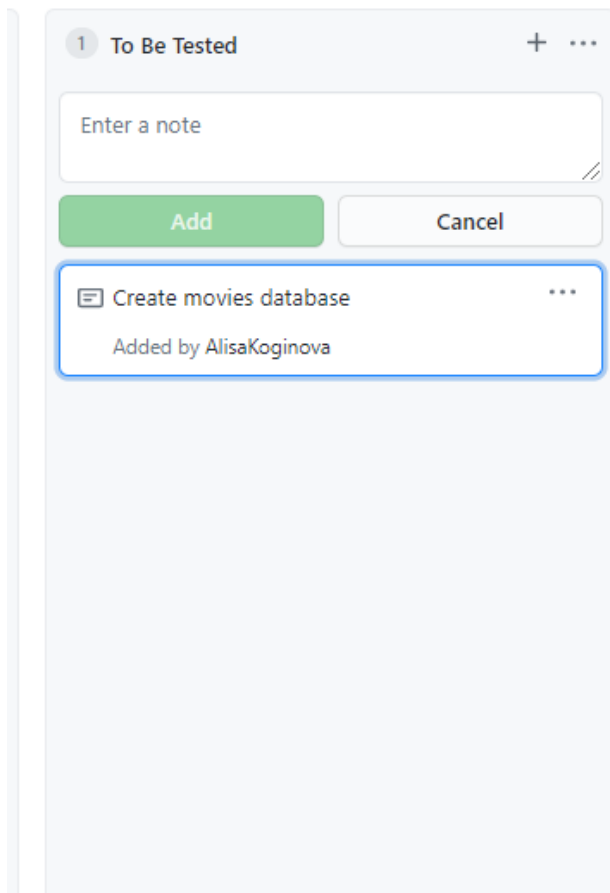 1 To Be Tested
Enter a note
Add Cancel
Create movies database
Added by AlisaKoginova